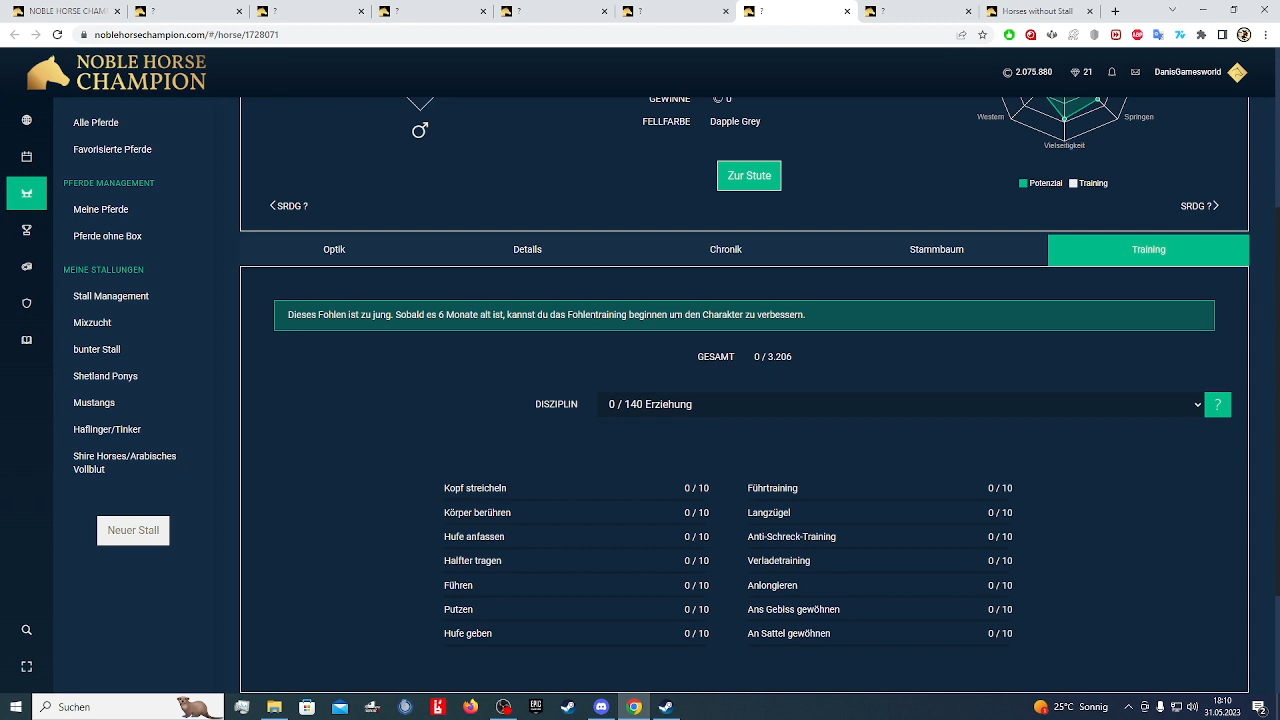 NOBLE HORSE CHAM
?
?
?
?
?
?
?
Horses without Stall
noblehorsechampion.com/#/horse/1728071
NOBLE HORSE
CHAMPION
2.075.880
21
DanisGamesworld
Alle Pferde
Favorisierte Pferde
PFERDE MANAGEMENT
Meine Pferde
Pferde ohne Box
MEINE STALLUNGEN
Stall Management
Mixzucht
bunter Stall
Shetland Ponys
Mustangs
Haflinger/Tinker
Shire Horses/Arabisches
Vollblut
Neuer Stall
GEWINNE 0
FELLFARBE Dapple Grey
Western
Springen
Vielseitigkeit
Zur Stute
Potenzial Training
SRDG ?
SRDG ?
Optik Details Chronik Stammbaum Training
Dieses Fohlen ist zu jung. Sobald es 6 Monate alt ist, kannst du das Fohlentraining beginnen um den Charakter zu verbessern.
GESAMT 0 / 3.206
DISZIPLIN 0 / 140 Erziehung ?
Kopf streicheln 0 / 10 Führtraining 0 / 10
Körper berühren 0 / 10 Langzügel 0 / 10
Hufe anfassen 0 / 10 Anti-Schreck-Training 0 / 10
Halfter tragen 0 / 10 Verladetraining 0 / 10
Führen 0 / 10 Anlongieren 0 / 10
Putzen 0 / 10 Ans Gebiss gewöhnen 0 / 10
Hufe geben 0 / 10 An Sattel gewöhnen 0 / 10
Suchen
25°C Sonnig
18:10
31.05.2023